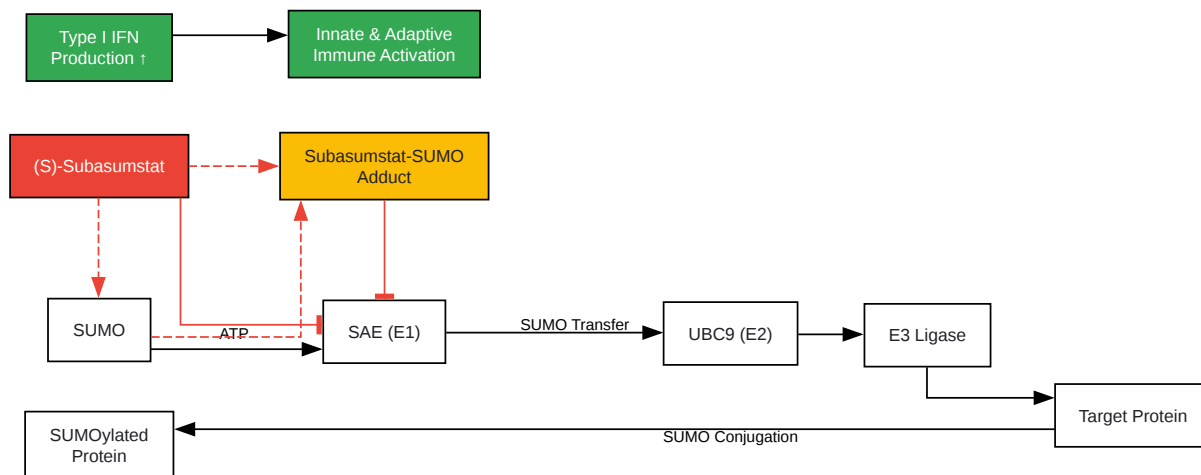 Type I IFN
Production ↑
Innate & Adaptive
Immune Activation
(S)-Subasumstat
Subasumstat-SUMO
Adduct
SUMO
ATP
SAE (E1)
SUMO Transfer
UBC9 (E2)
E3 Ligase
Target Protein
SUMO Conjugation
SUMOylated
Protein